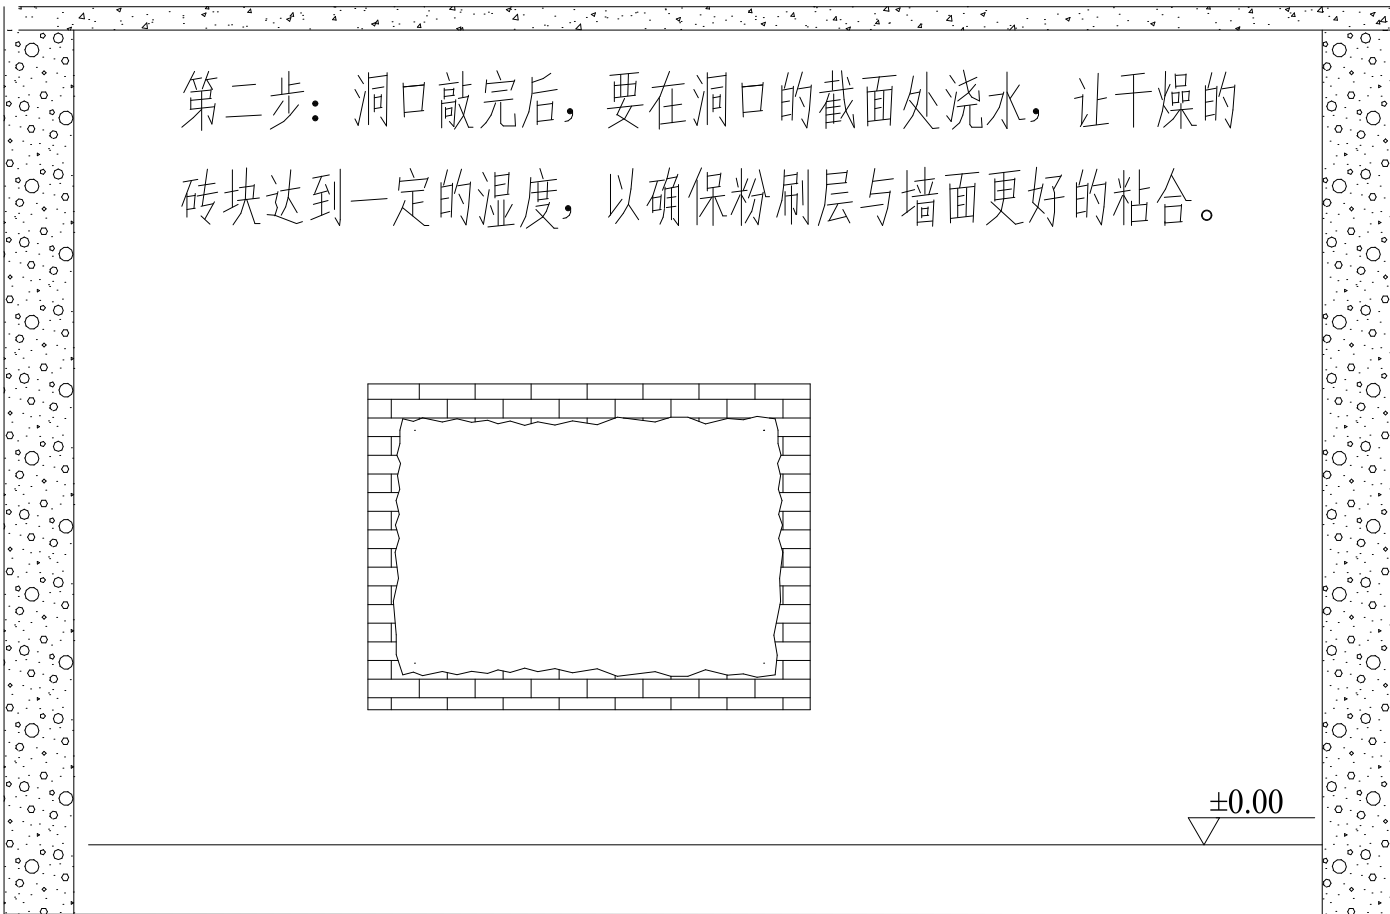 第二步：洞口敲完后，要在洞口的截面处浇水，让干燥的
砖块达到一定的湿度，以确保粉刷层与墙面更好的粘合。
±0.00